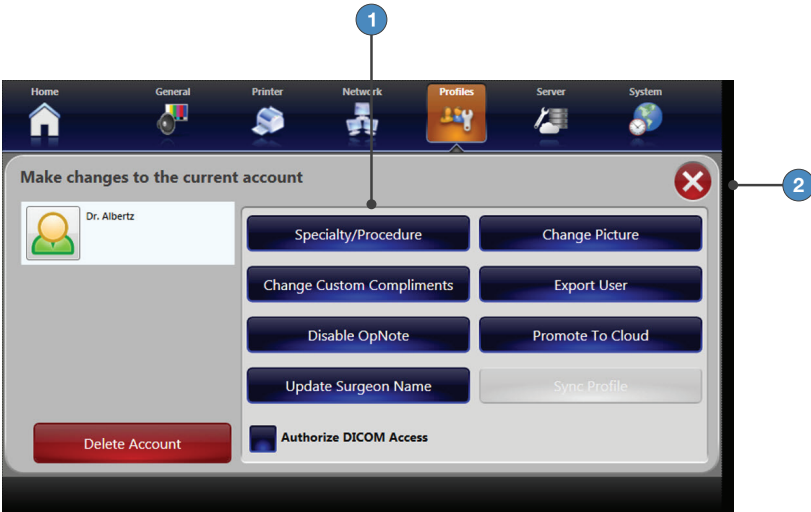 1
Home General Printer Network Profiles Server System
Make changes to the current account
2
Dr. Albertz
Specialty/Procedure Change Picture
Change Custom Compliments Export User
Disable OpNote Promote To Cloud
Update Surgeon Name Sync Profile
Delete Account Authorize DICOM Access